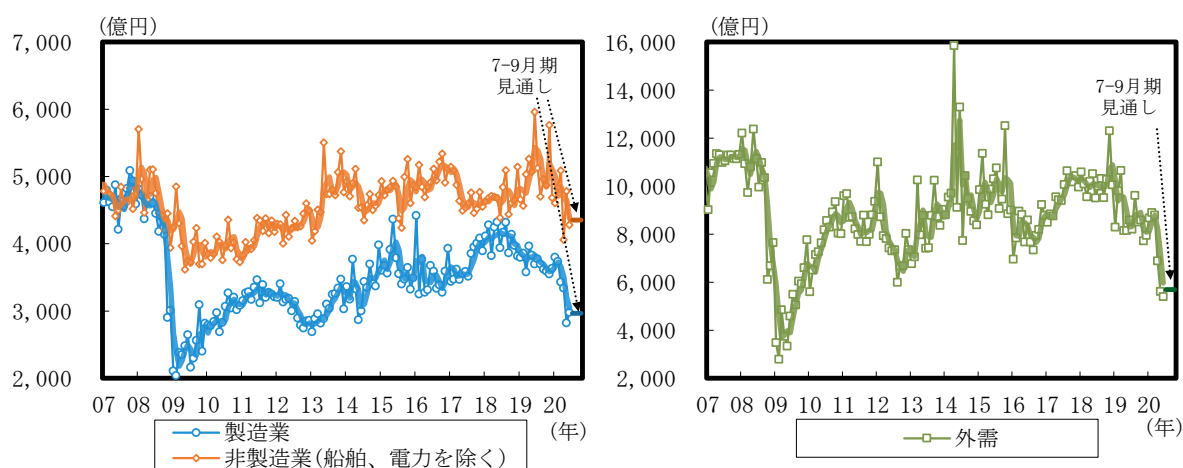 (億円)
7,000
6,000
5,000
4,000
3,000
2,000
7-9月期
見通し
07 08 09 10 11 12 13 14 15 16 17 18 19 20
(年)
製造業
非製造業(船舶、電力を除く)
(億円)
16,000
14,000
12,000
10,000
8,000
6,000
4,000
2,000
7-9月期
見通し
07 08 09 10 11 12 13 14 15 16 17 18 19 20
(年)
外需